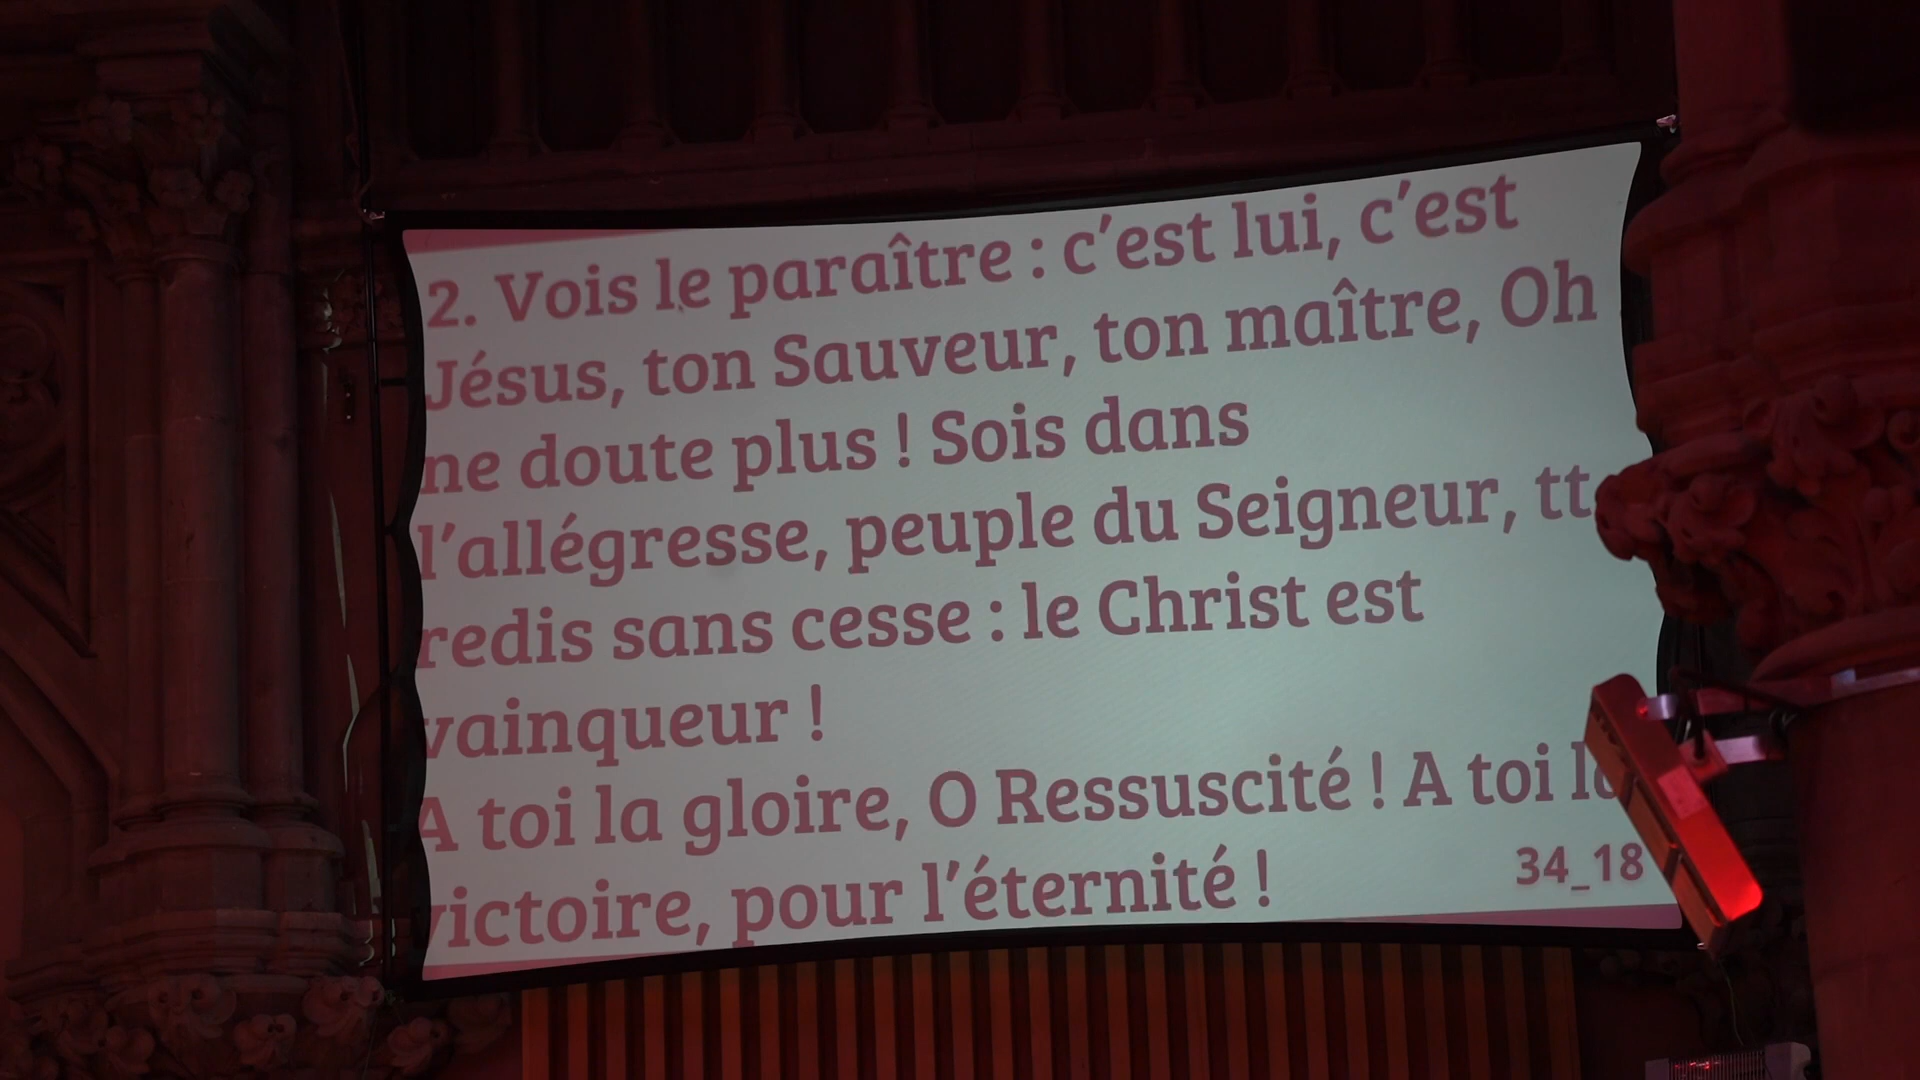 2. Vois le paraître : c'est lui, c'est
Jésus, ton Sauveur, ton maître, Oh
ne doute plus ! Sois dans
l'allégresse, peuple du Seigneur, tt
redis sans cesse : le Christ est
vainqueur !
A toi la gloire, O Ressuscité ! A toi la
victoire, pour l'éternité !
34_18